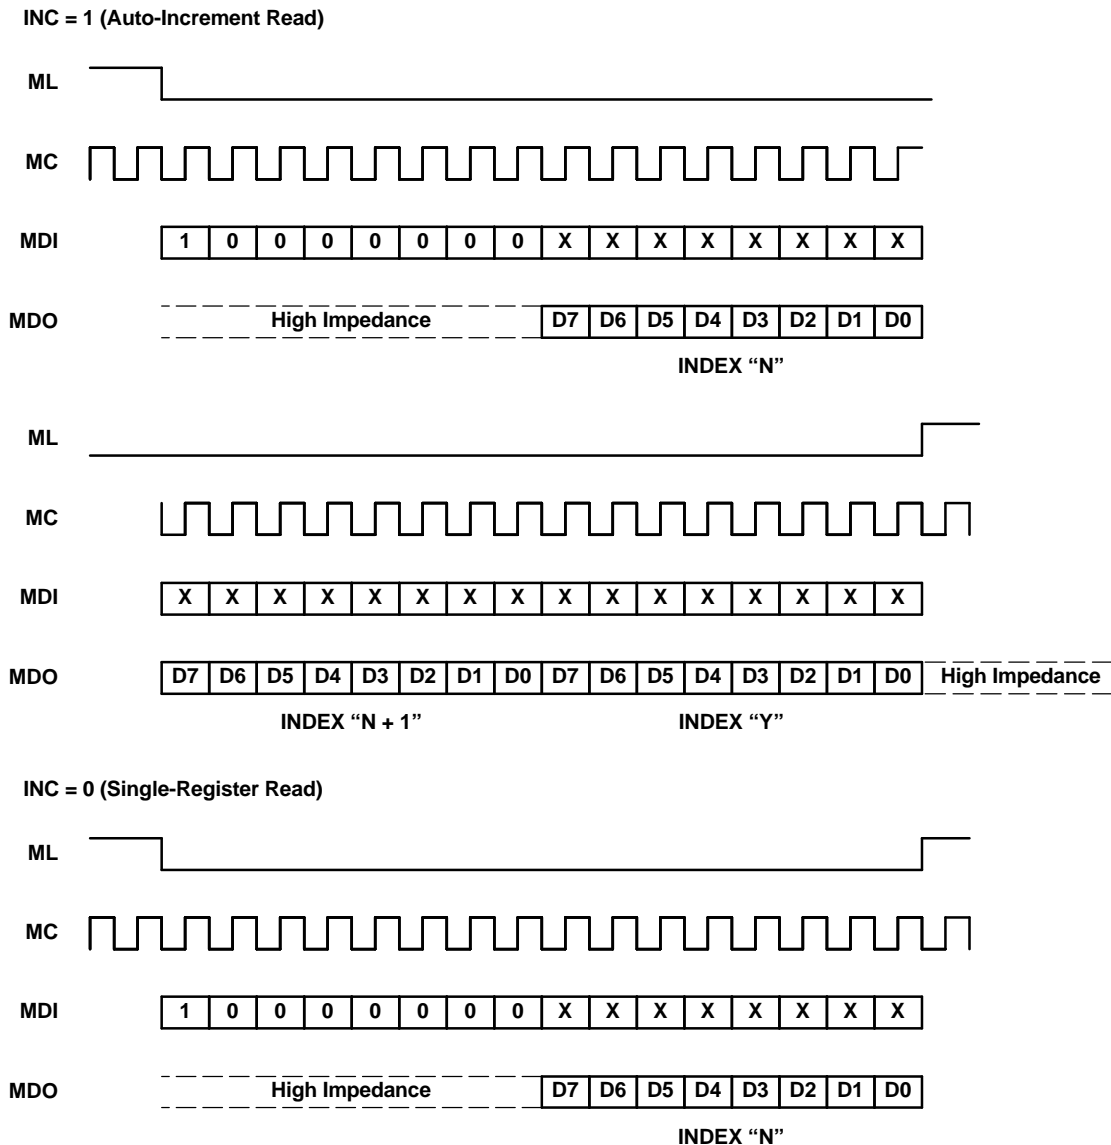 INC = 1 (Auto-Increment Read)
ML
MC
MDI 1 0 0 0 0 0 0 0 X X X X X X X X
MDO High Impedance D7 D6 D5 D4 D3 D2 D1 D0
INDEX “N”
ML
MC
MDI X X X X X X X X X X X X X X X X
MDO D7 D6 D5 D4 D3 D2 D1 D0 D7 D6 D5 D4 D3 D2 D1 D0 High Impedance
INDEX “N + 1” INDEX “Y”
INC = 0 (Single-Register Read)
ML
MC
MDI 1 0 0 0 0 0 0 0 X X X X X X X X
MDO High Impedance D7 D6 D5 D4 D3 D2 D1 D0
INDEX “N”